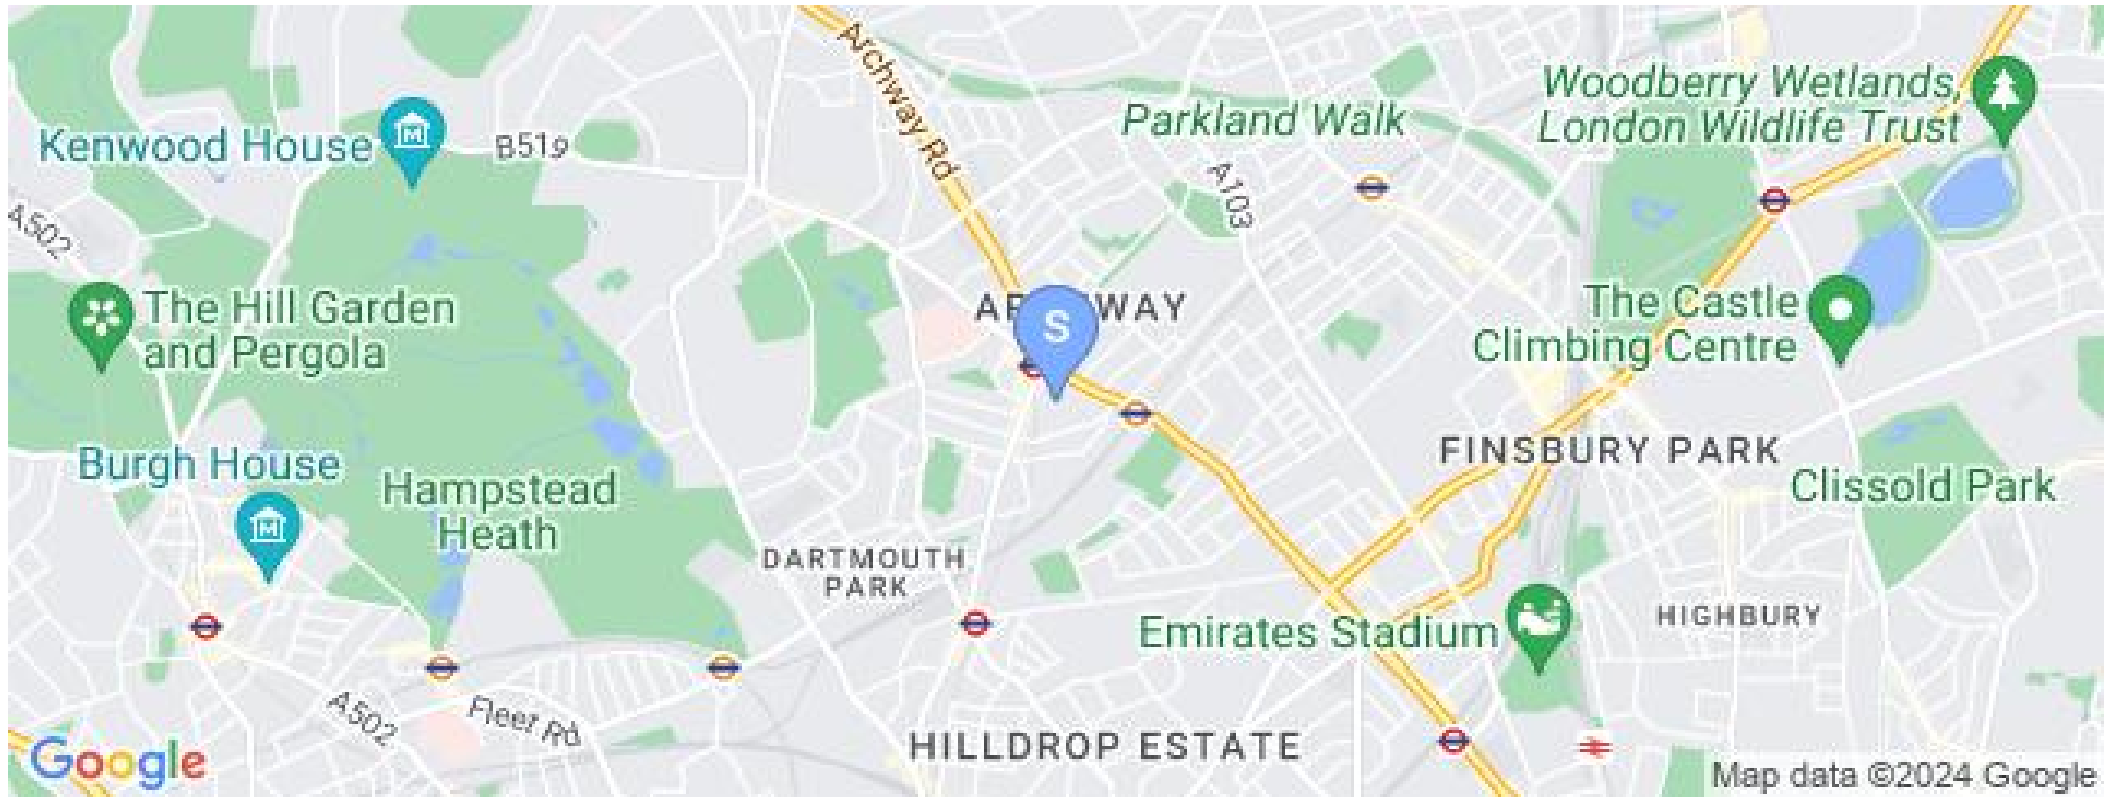 Archway Rd
Woodberry Wetlands,
London Wildlife Trust
Parkland Walk
Kenwood House
B519
A103
A502
The Hill Garden
and Pergola
S
The Castle
Climbing Centre
FINSBURY PARK
Burgh House
Hampstead
Heath
Clissold Park
DARTMOUTH
PARK
Emirates Stadium
HIGHBURY
A502
Fleet Rd
HILLDROP ESTATE
Google
Map data ©2024 Google